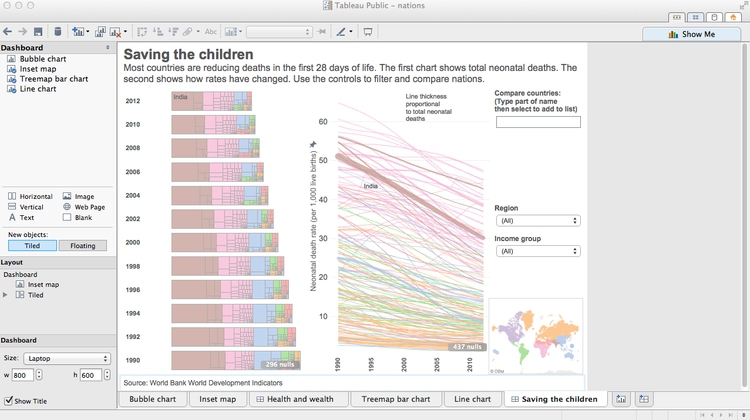 Tableau Public - nations
Abc
Show Me
Dashboard
Bubble chart
Inset map
Treemap bar chart
Line chart
Horizontal
Image
Vertical
Web Page
A Text
Blank
New objects:
Tiled
Floating
Layout
Dashboard
Inset map
Tiled
Dashboard
Size:
Laptop
w
800
h
600
Show Title
Saving the children
Most countries are reducing deaths in the first 28 days of life. The first chart shows total neonatal deaths. The
second shows how rates have changed. Use the controls to filter and compare nations.
2012
2010
2008
2006
2004
2002
2000
1998
1996
1994
1992
1990
India
296 nulls
Line thickness
proportional
to total neonatal
deaths
Neonatal death rate (per 1,000 live births)
60
50
40
30
20
10
India
437 nulls
1990
1995
2000
2005
2010
Compare countries:
(Type part of name
then select to add to list)
Region
(All)
Income group
(All)
Source: World Bank World Development Indicators
Bubble chart
Inset map
Health and wealth
Treemap bar chart
Line chart
Saving the children